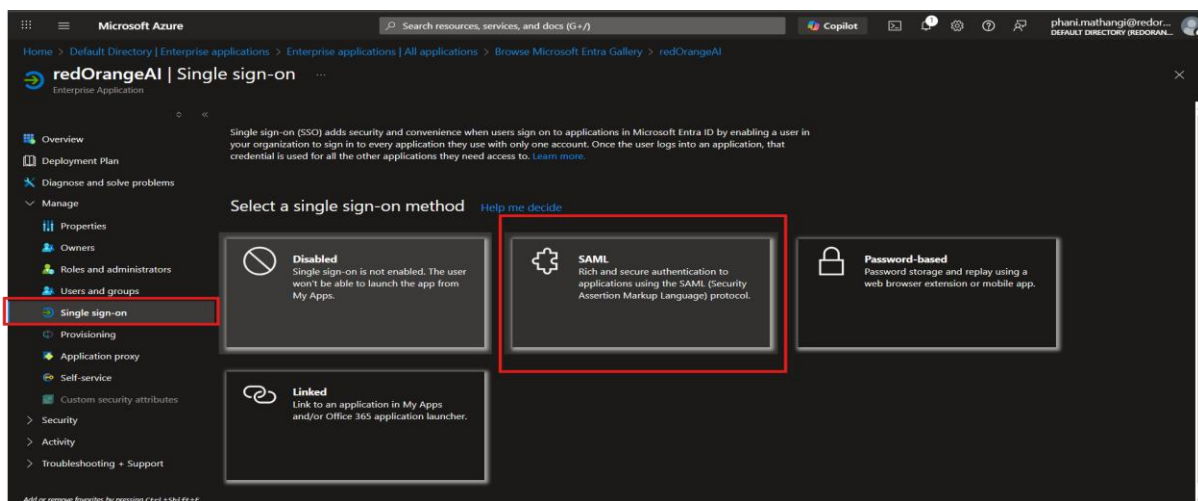 Microsoft Azure
Search resources, services, and docs (G+/)
Copilot
phani.mathangi@redor...
DEFAULT DIRECTORY (REDORAN...
Home > Default Directory | Enterprise applications > Enterprise applications | All applications > Browse Microsoft Entra Gallery > redOrangeAI
redOrangeAI | Single sign-on ...
Enterprise Application
Overview
Deployment Plan
Diagnose and solve problems
Manage
Properties
Owners
Roles and administrators
Users and groups
Single sign-on
Provisioning
Application proxy
Self-service
Custom security attributes
Security
Activity
Troubleshooting + Support
Add or remove favorites by pressing Ctrl+Shift+F
Single sign-on (SSO) adds security and convenience when users sign on to applications in Microsoft Entra ID by enabling a user in
your organization to sign in to every application they use with only one account. Once the user logs into an application, that
credential is used for all the other applications they need access to. Learn more.
Select a single sign-on method Help me decide
Disabled
Single sign-on is not enabled. The user
won't be able to launch the app from
My Apps.
SAML
Rich and secure authentication to
applications using the SAML (Security
Assertion Markup Language) protocol.
Password-based
Password storage and replay using a
web browser extension or mobile app.
Linked
Link to an application in My Apps
and/or Office 365 application launcher.